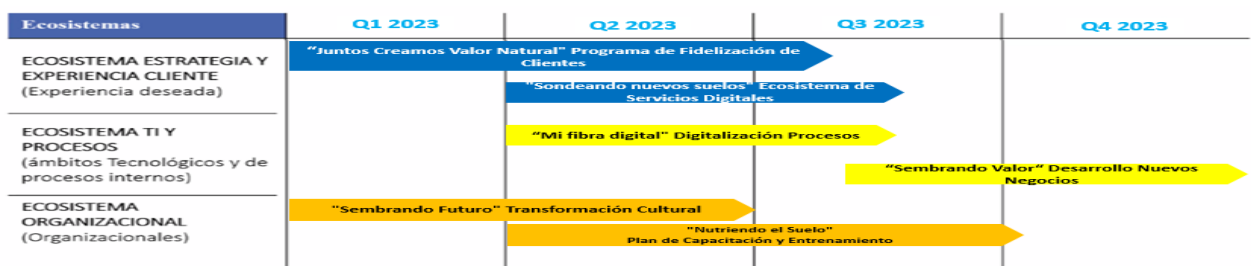 Ecosistemas
Q1 2023
Q2 2023
Q3 2023
Q4 2023
ECOSISTEMA ESTRATEGIA Y
EXPERIENCIA CLIENTE
(Experiencia deseada)
“Juntos Creamos Valor Natural" Programa de Fidelización de
Clientes
"Sondeando nuevos suelos" Ecosistema de
Servicios Digitales
ECOSISTEMA TI Y
PROCESOS
(ámbitos Tecnológicos y de
procesos internos)
“Mi fibra digital" Digitalización Procesos
“Sembrando Valor“ Desarrollo Nuevos
Negocios
ECOSISTEMA
ORGANIZACIONAL
(Organizacionales)
"Sembrando Futuro" Transformación Cultural
"Nutriendo el Suelo"
Plan de Capacitación y Entrenamiento